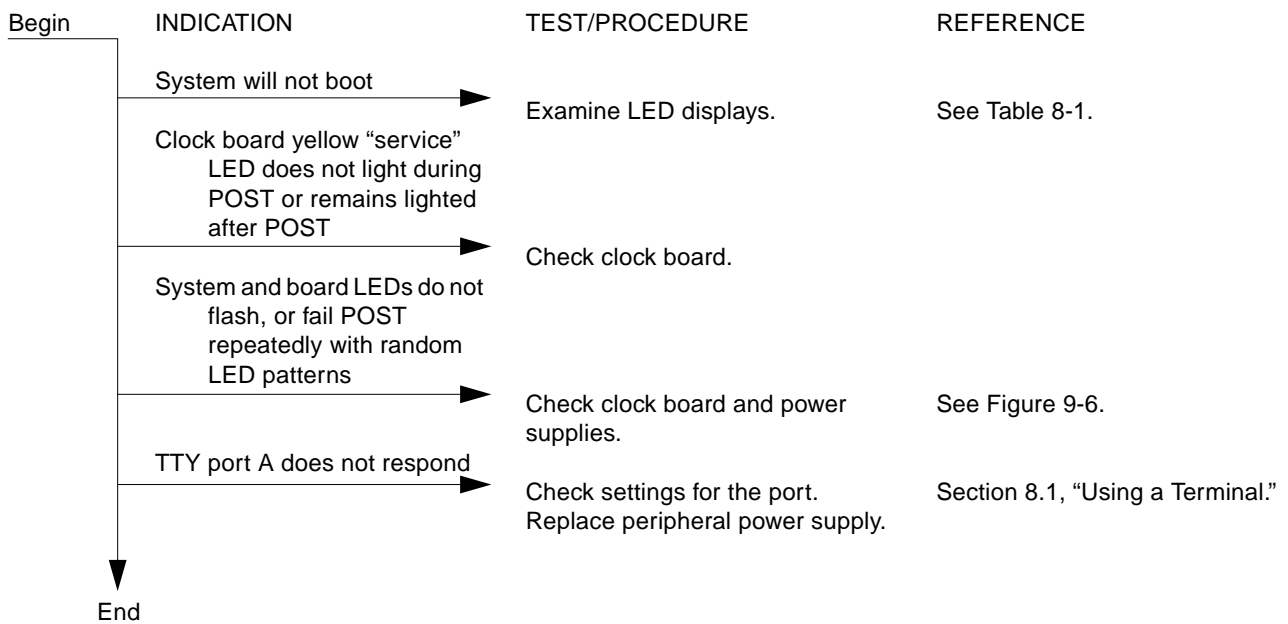 Begin INDICATION TEST/PROCEDURE REFERENCE
System will not boot
Examine LED displays. See Table 8-1.
Clock board yellow “service”
LED does not light during
POST or remains lighted
after POST
Check clock board.
System and board LEDs do not
flash, or fail POST
repeatedly with random
LED patterns
Check clock board and power See Figure 9-6.
supplies.
TTY port A does not respond
Check settings for the port. Section 8.1, “Using a Terminal.”
Replace peripheral power supply.
End